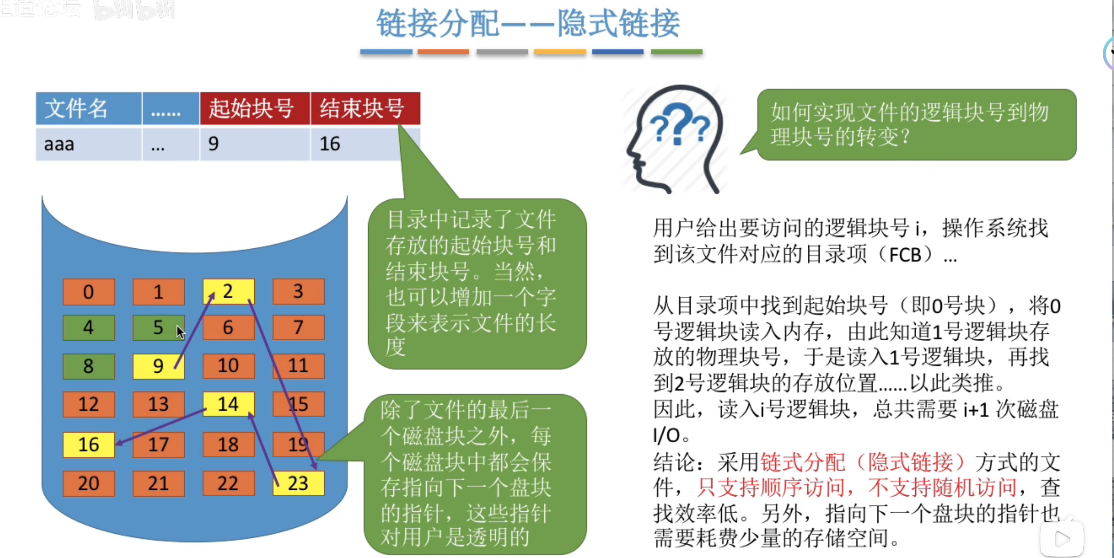 链接分配——隐式链接
文件名 …… 起始块号 结束块号
aaa … 9 16
目录中记录了文件
存放的起始块号和
结束块号。当然，
也可以增加一个字
段来表示文件的长
度
0 1 2 3
4 5 6 7
8 9 10 11
12 13 14 15
16 17 18 19
20 21 22 23
除了文件的最后一
个磁盘块之外，每
个磁盘块中都会保
存指向下一个盘块
的指针，这些指针
对用户是透明的
???
如何实现文件的逻辑块号到物
理块号的转变？
用户给出要访问的逻辑块号 i，操作系统找
到该文件对应的目录项（FCB）…
从目录项中找到起始块号（即0号块），将0
号逻辑块读入内存，由此知道1号逻辑块存
放的物理块号，于是读入1号逻辑块，再找
到2号逻辑块的存放位置……以此类推。
因此，读入i号逻辑块，总共需要 i+1 次磁盘
I/O。
结论：采用链式分配（隐式链接）方式的文
件，只支持顺序访问，不支持随机访问，查
找效率低。另外，指向下一个盘块的指针也
需要耗费少量的存储空间。